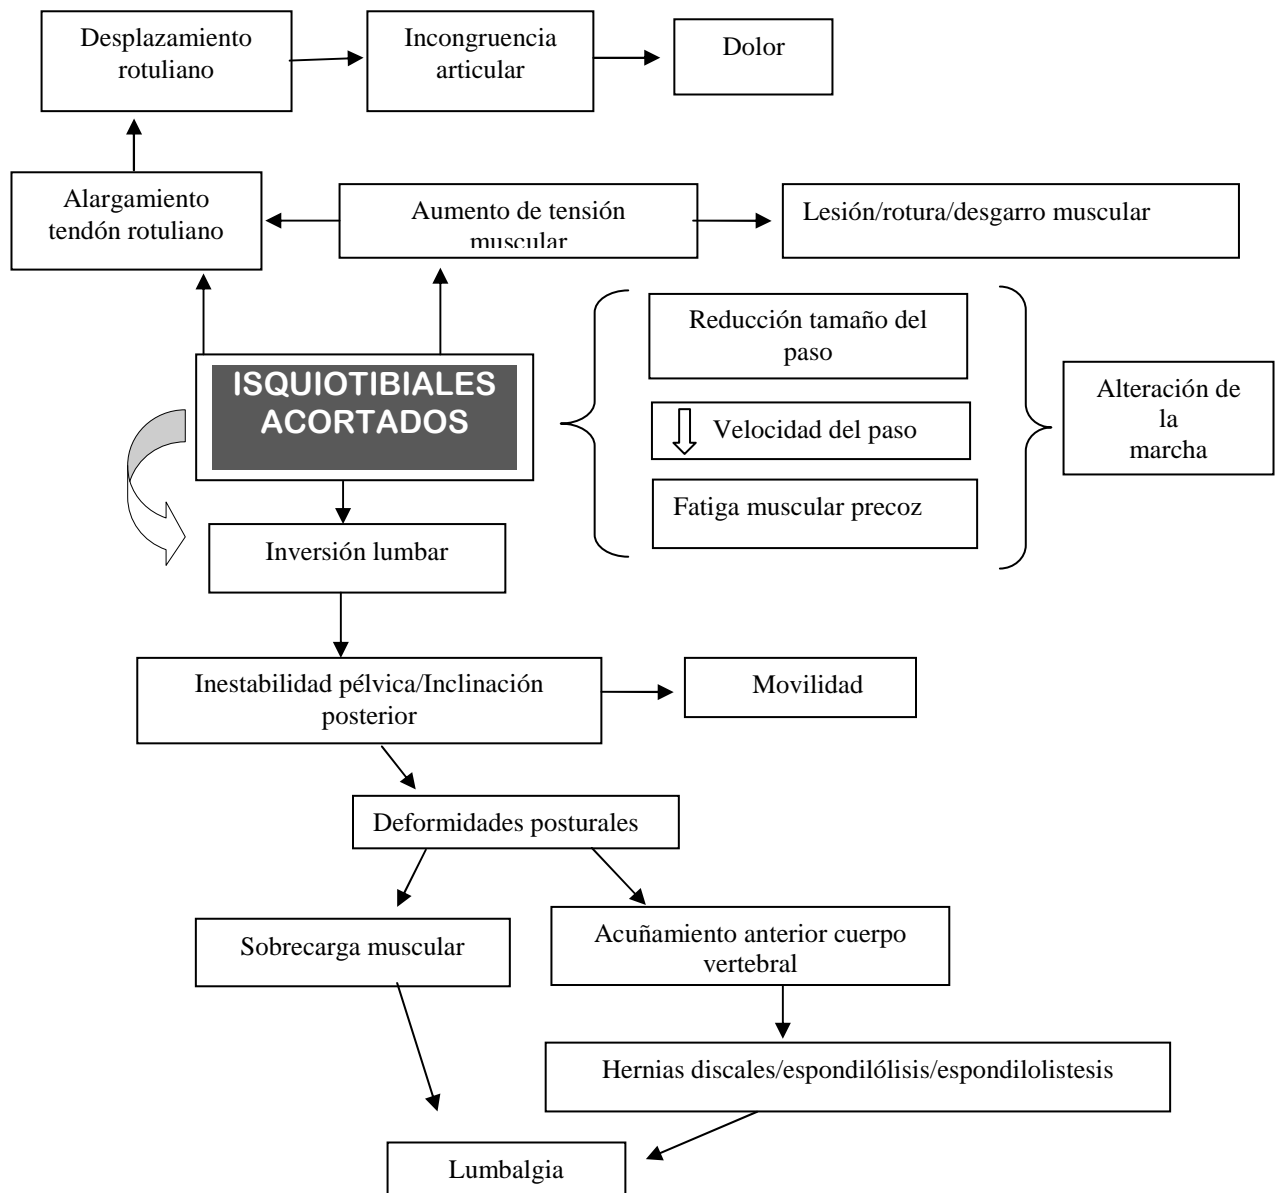 Desplazamiento
rotuliano
Incongruencia
articular
Dolor
Alargamiento
tendón rotuliano
Aumento de tensión
muscular
Lesión/rotura/desgarro muscular
ISQUIOTIBIALES
ACORTADOS
Reducción tamaño del
paso
Velocidad del paso
Fatiga muscular precoz
Alteración de
la
marcha
Inversión lumbar
Inestabilidad pélvica/Inclinación
posterior
Movilidad
Deformidades posturales
Sobrecarga muscular
Acuñamiento anterior cuerpo
vertebral
Hernias discales/espondilólisis/espondilolistesis
Lumbalgia